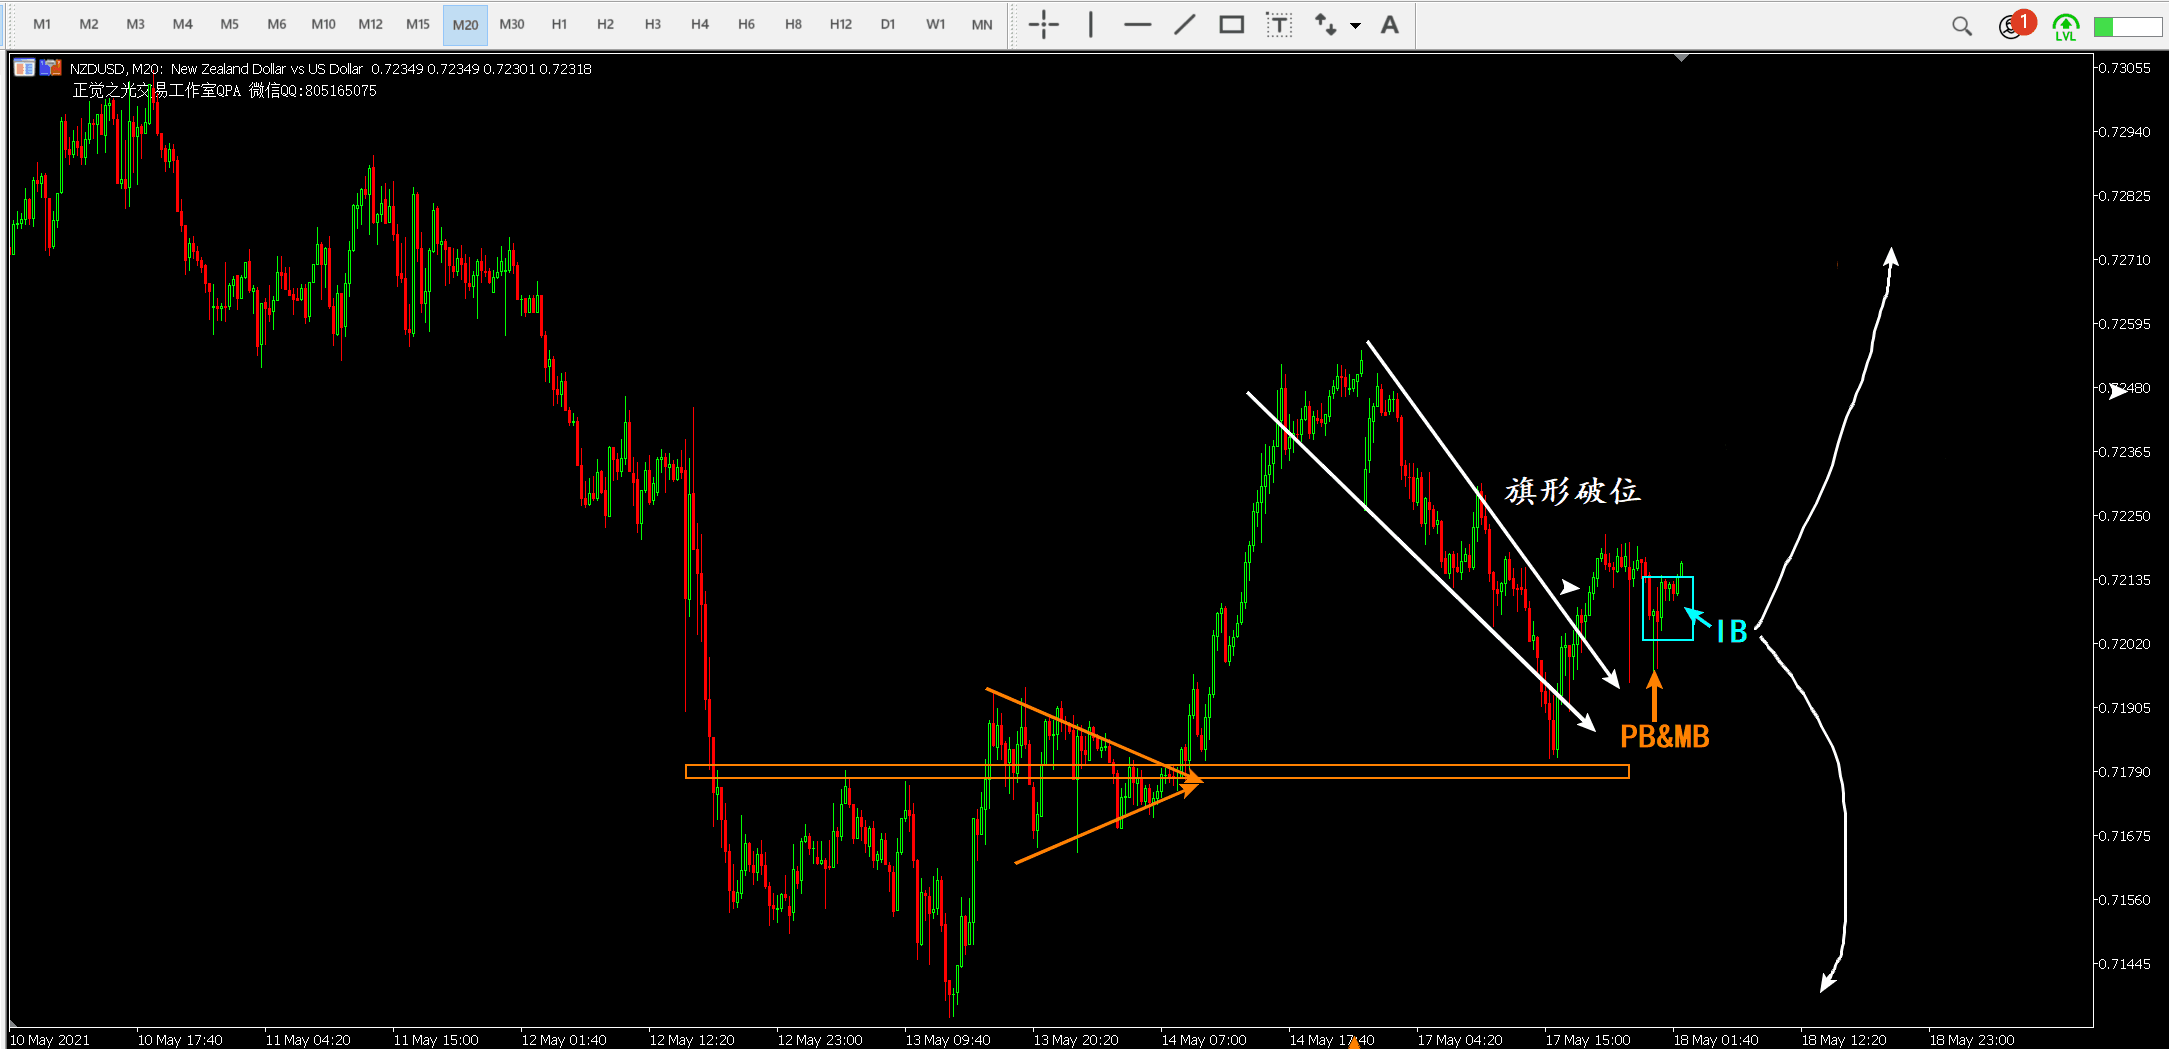 M1 M2 M3 M4 M5 M6 M10 M12 M15 M20 M30 H1 H2 H3 H4 H6 H8 H12 D1 W1 MN T A 1
LVL
NZDUSD, M20: New Zealand Dollar vs US Dollar 0.72349 0.72349 0.72301 0.72318
正觉之光交易工作室QPA 微信QQ:805165075
0.73055
0.72940
0.72825
0.72710
0.72595
0.72480
0.72365
旗形破位
0.72250
0.72135
IB
0.72020
0.71905
PB&MB
0.71790
0.71675
0.71560
0.71445
10 May 2021 10 May 17:40 11 May 04:20 11 May 15:00 12 May 01:40 12 May 12:20 12 May 23:00 13 May 09:40 13 May 20:20 14 May 07:00 14 May 17:40 17 May 04:20 17 May 15:00 18 May 01:40 18 May 12:20 18 May 23:00